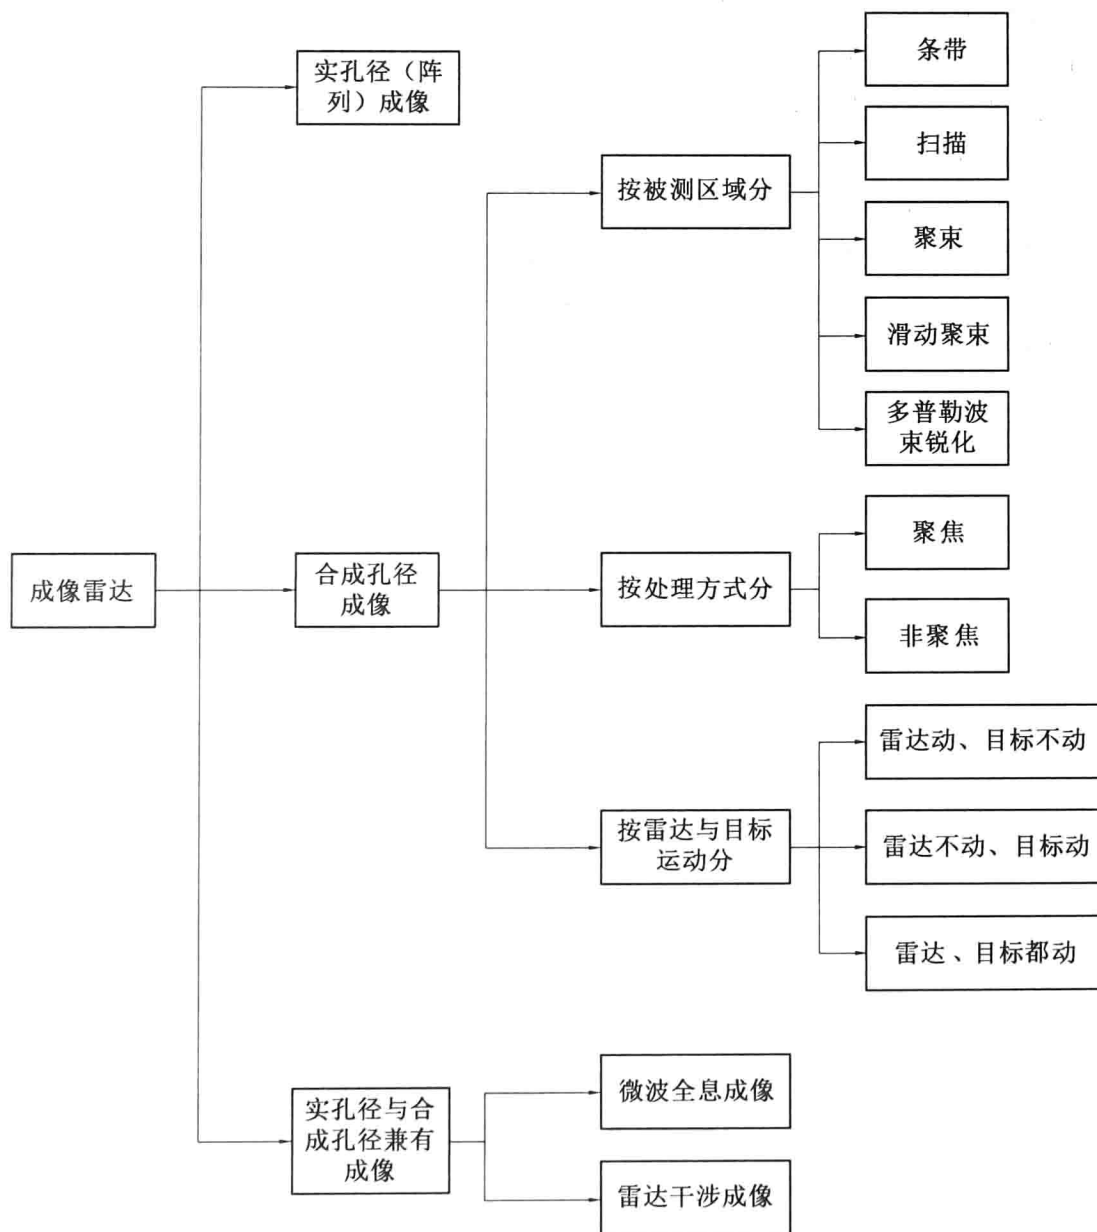 条带
实孔径（阵
列）成像
扫描
按被测区域分
聚束
滑动聚束
多普勒波
束锐化
聚焦
成像雷达
合成孔径
成像
按处理方式分
非聚焦
雷达动、目标不动
按雷达与目标
运动分
雷达不动、目标动
雷达、目标都动
微波全息成像
实孔径与合
成孔径兼有
成像
雷达干涉成像